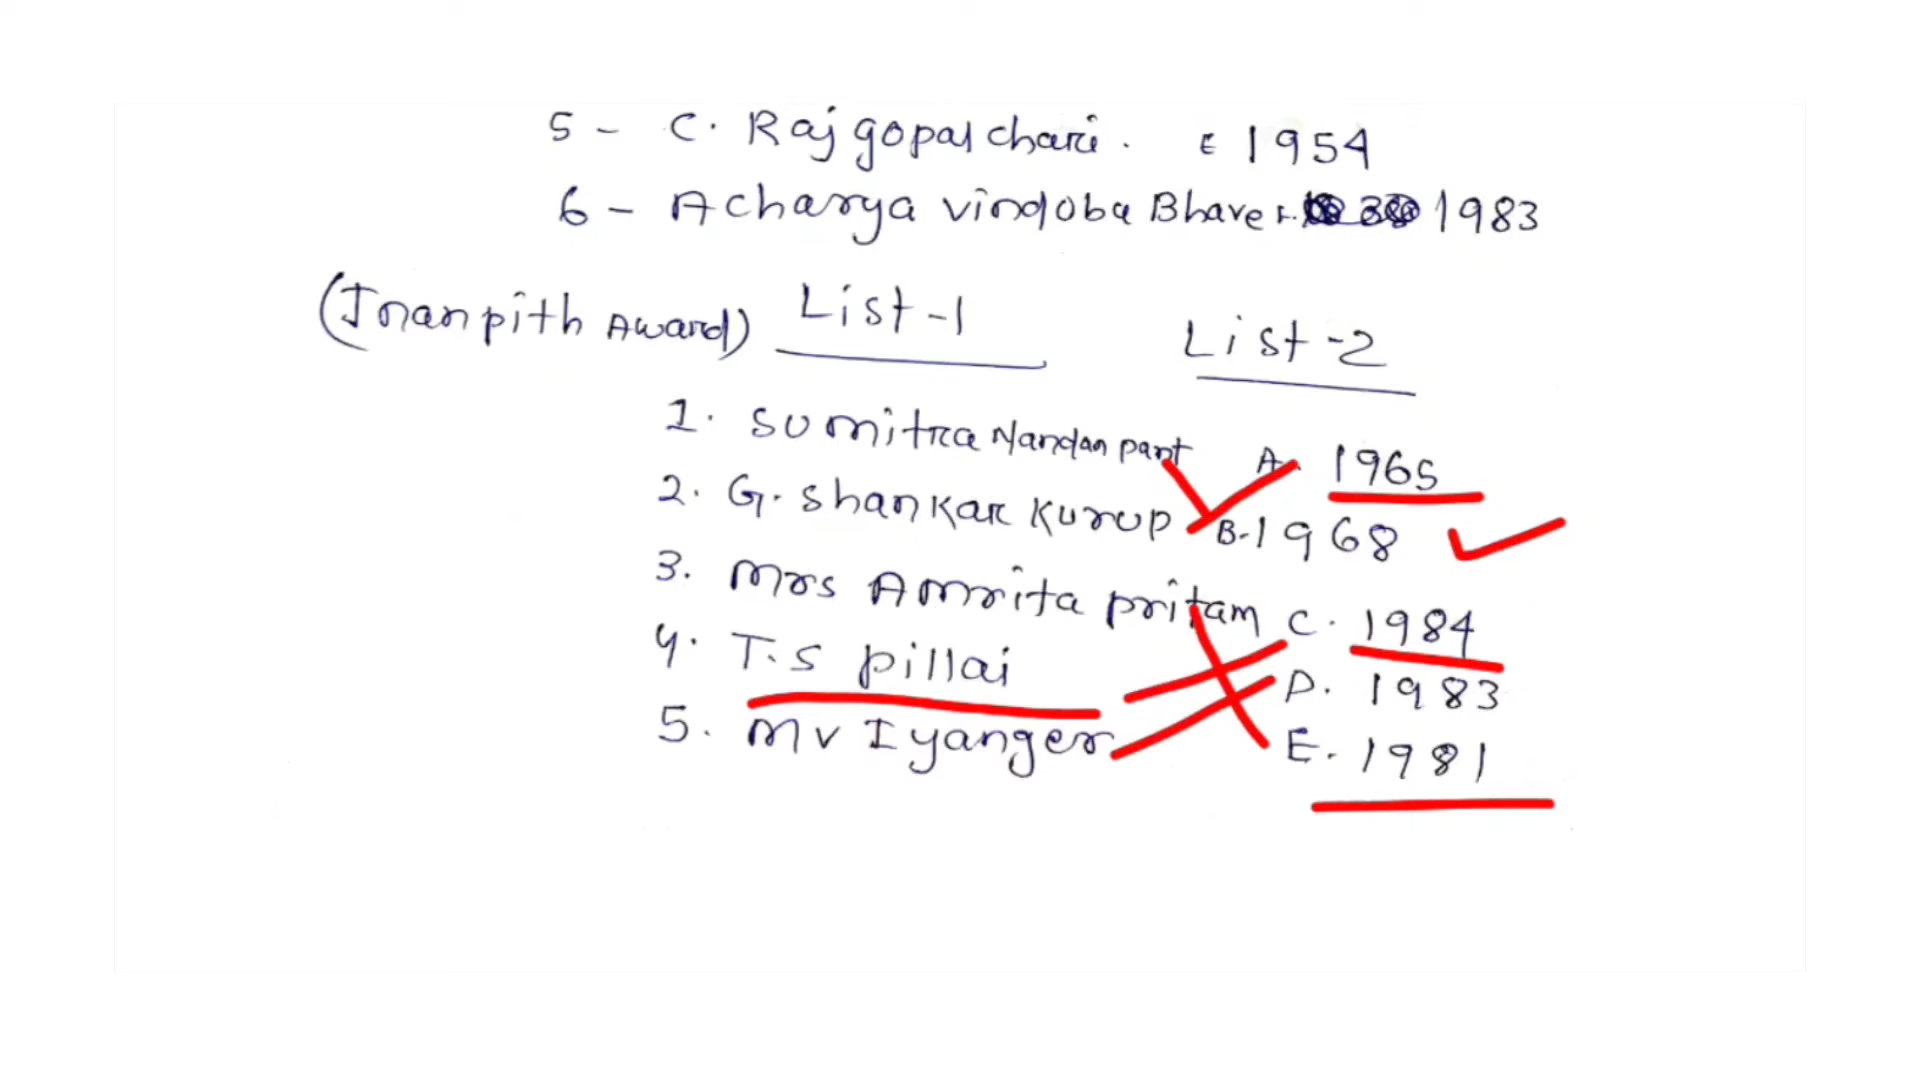 5 - C. Rajgopalchari. E 1954
6 - Acharya vindoba Bhave F. 1983
(Jnanpith Award) List-1 List-2
1. Sumitra Nandan pant A. 1965
2. G. Shankar Kurup B. 1968
3. Mrs Amrita pritam C. 1984
4. T.S pillai D. 1983
5. M V Iyanger E. 1981